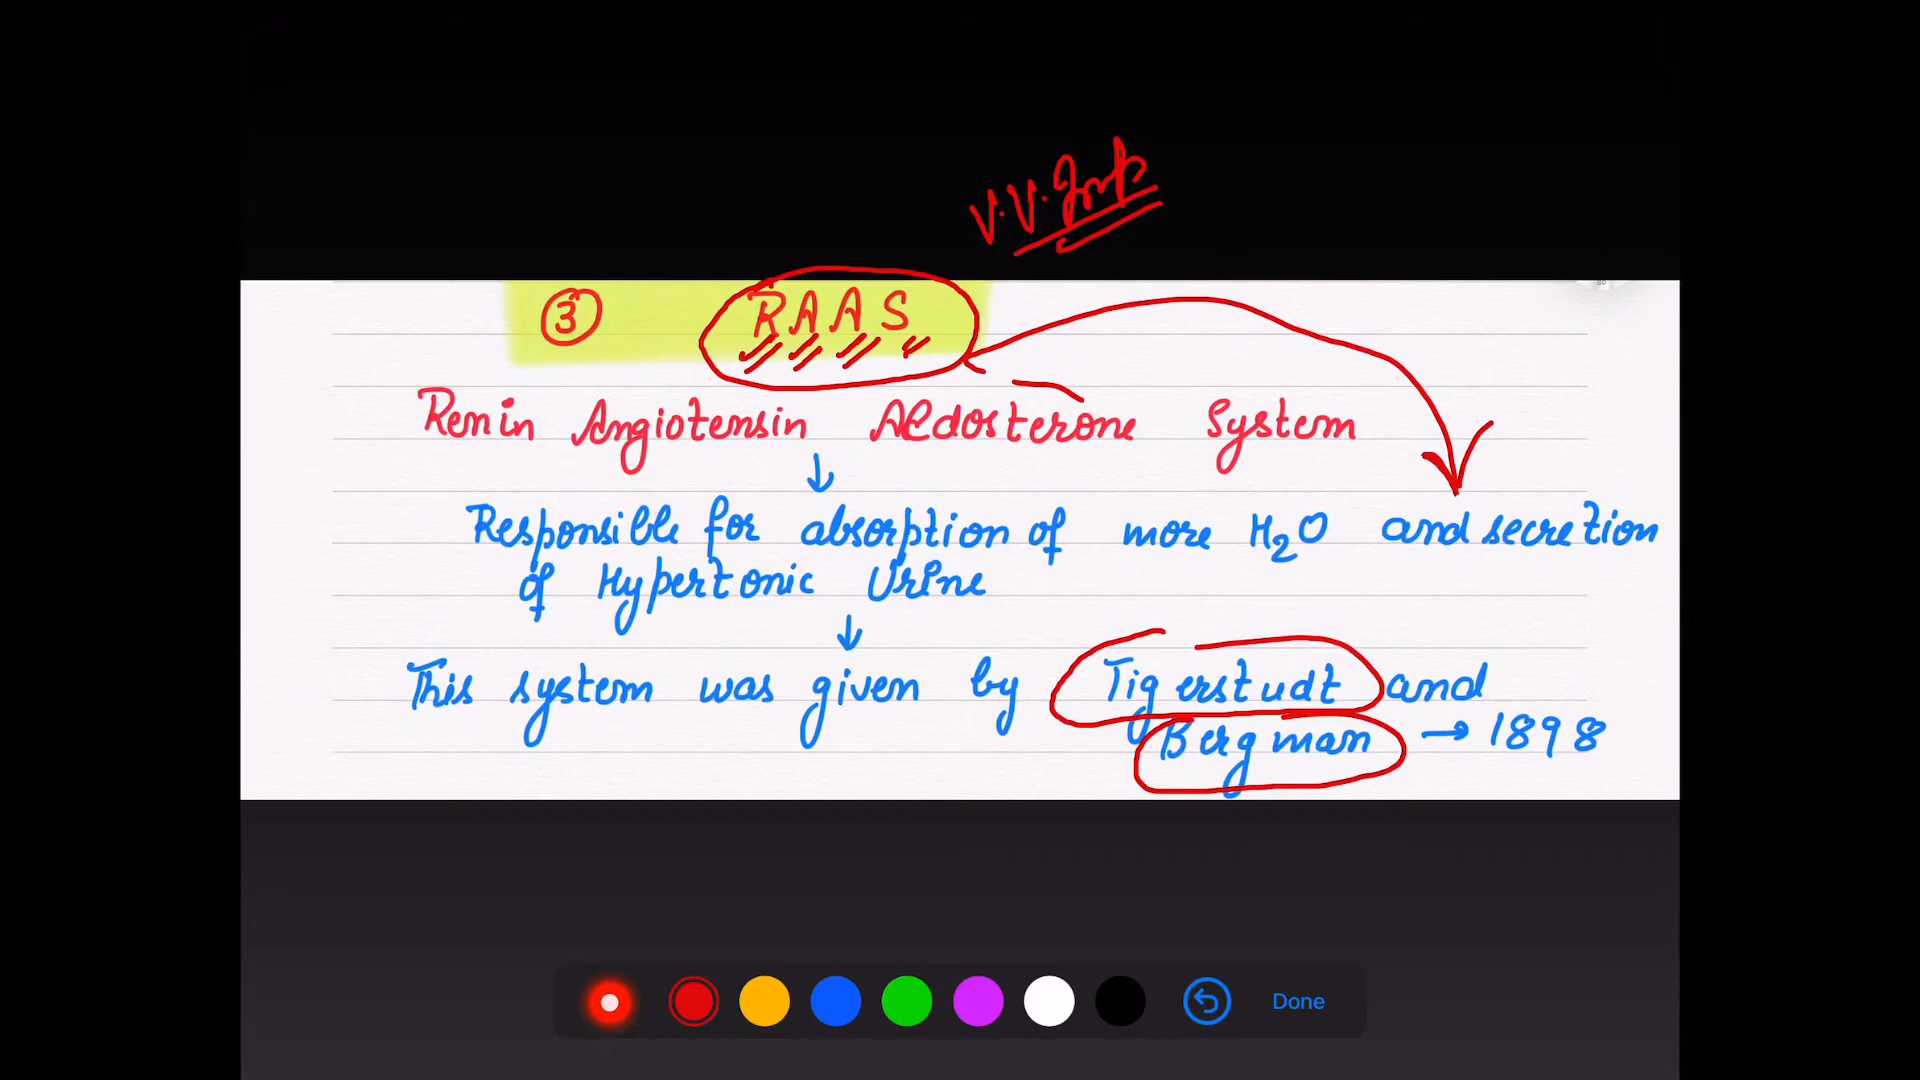 V.V.Imp
3 RAAS
Renin Angiotensin Aldosterone System
Responsible for absorption of more H₂O and secretion
of Hypertonic Urine
This system was given by Tigerstudt and
Bergman → 1898
Done